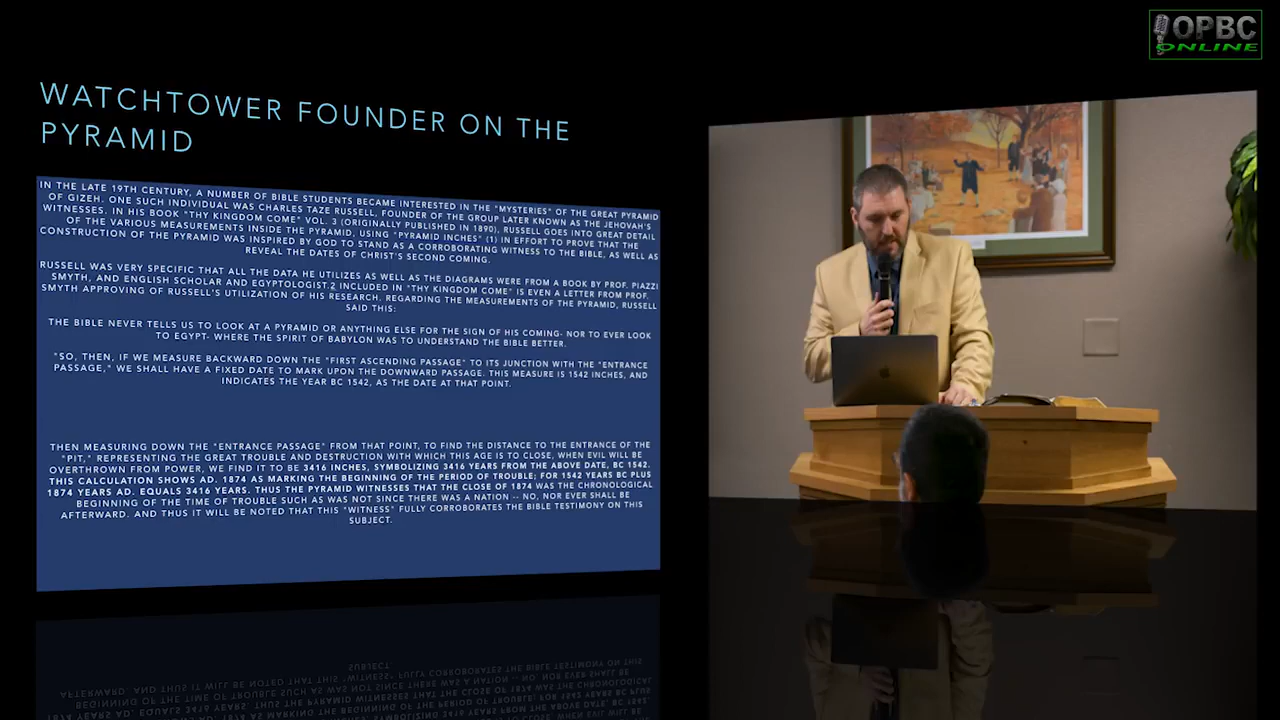 OPBC
ONLINE
WATCHTOWER FOUNDER ON THE
PYRAMID
IN THE LATE 19TH CENTURY, A NUMBER OF BIBLE STUDENTS BECAME INTERESTED IN THE "MYSTERIES" OF THE GREAT PYRAMID
OF GIZEH. ONE SUCH INDIVIDUAL WAS CHARLES TAZE RUSSELL, FOUNDER OF THE GROUP LATER KNOWN AS THE JEHOVAH'S
WITNESSES. IN HIS BOOK "THY KINGDOM COME" VOL. 3 (ORIGINALLY PUBLISHED IN 1890), RUSSELL GOES INTO GREAT DETAIL
OF THE VARIOUS MEASUREMENTS INSIDE THE PYRAMID, USING "PYRAMID INCHES" (1) IN EFFORT TO PROVE THAT THE
CONSTRUCTION OF THE PYRAMID WAS INSPIRED BY GOD TO STAND AS A CORROBORATING WITNESS TO THE BIBLE, AS WELL AS
REVEAL THE DATES OF CHRIST'S SECOND COMING.
RUSSELL WAS VERY SPECIFIC THAT ALL THE DATA HE UTILIZES AS WELL AS THE DIAGRAMS WERE FROM A BOOK BY PROF. PIAZZI
SMYTH, AND ENGLISH SCHOLAR AND EGYPTOLOGIST.2 INCLUDED IN "THY KINGDOM COME" IS EVEN A LETTER FROM PROF.
SMYTH APPROVING OF RUSSELL'S UTILIZATION OF HIS RESEARCH. REGARDING THE MEASUREMENTS OF THE PYRAMID, RUSSELL
SAID THIS:
THE BIBLE NEVER TELLS US TO LOOK AT A PYRAMID OR ANYTHING ELSE FOR THE SIGN OF HIS COMING- NOR TO EVER LOOK
TO EGYPT- WHERE THE SPIRIT OF BABYLON WAS TO UNDERSTAND THE BIBLE BETTER.
"SO, THEN, IF WE MEASURE BACKWARD DOWN THE "FIRST ASCENDING PASSAGE" TO ITS JUNCTION WITH THE "ENTRANCE
PASSAGE," WE SHALL HAVE A FIXED DATE TO MARK UPON THE DOWNWARD PASSAGE. THIS MEASURE IS 1542 INCHES, AND
INDICATES THE YEAR BC 1542, AS THE DATE AT THAT POINT.
THEN MEASURING DOWN THE "ENTRANCE PASSAGE" FROM THAT POINT, TO FIND THE DISTANCE TO THE ENTRANCE OF THE
"PIT," REPRESENTING THE GREAT TROUBLE AND DESTRUCTION WITH WHICH THIS AGE IS TO CLOSE, WHEN EVIL WILL BE
OVERTHROWN FROM POWER, WE FIND IT TO BE 3416 INCHES, SYMBOLIZING 3416 YEARS FROM THE ABOVE DATE, BC 1542.
THIS CALCULATION SHOWS AD. 1874 AS MARKING THE BEGINNING OF THE PERIOD OF TROUBLE; FOR 1542 YEARS BC PLUS
1874 YEARS AD. EQUALS 3416 YEARS. THUS THE PYRAMID WITNESSES THAT THE CLOSE OF 1874 WAS THE CHRONOLOGICAL
BEGINNING OF THE TIME OF TROUBLE SUCH AS WAS NOT SINCE THERE WAS A NATION -- NO, NOR EVER SHALL BE
AFTERWARD. AND THUS IT WILL BE NOTED THAT THIS "WITNESS" FULLY CORROBORATES THE BIBLE TESTIMONY ON THIS
SUBJECT.